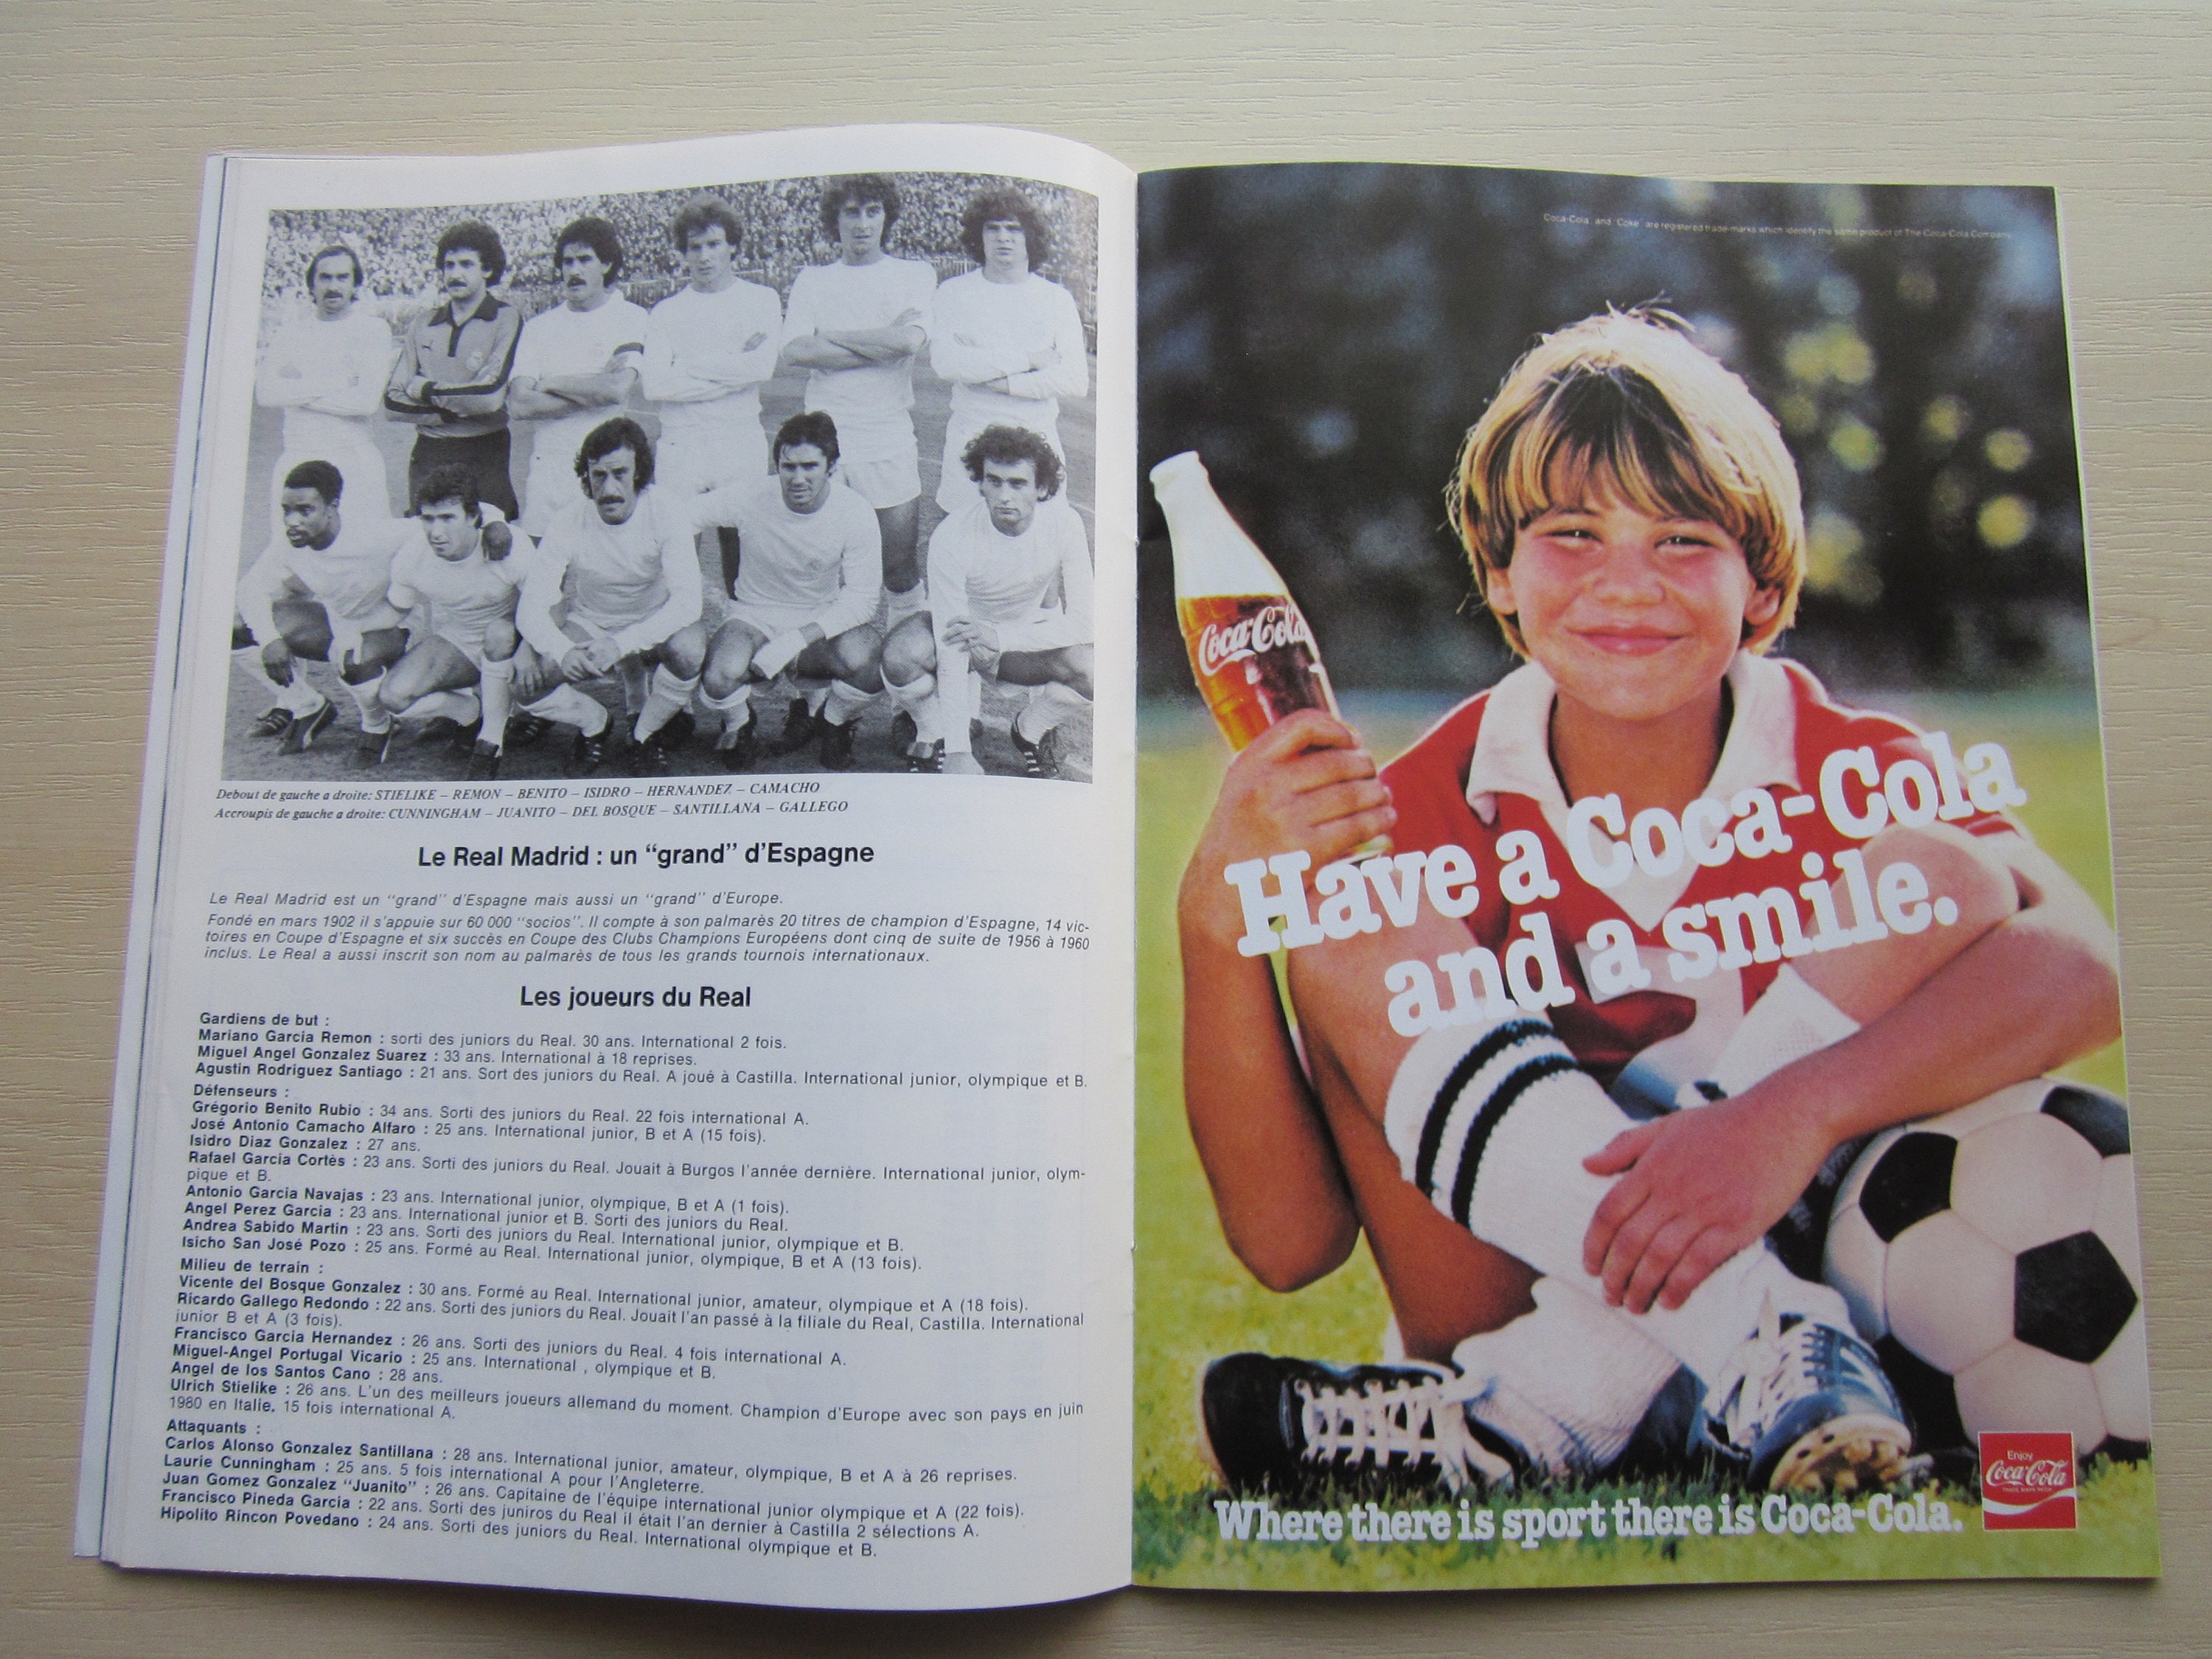 Debout de gauche a droite: STIELIKE – REMON – BENITO – ISIDRO – HERNANDEZ – CAMACHO
Accroupis de gauche a droite: CUNNINGHAM – JUANITO – DEL BOSQUE – SANTILLANA – GALLEGO
Le Real Madrid : un "grand" d'Espagne
Le Real Madrid est un "grand" d'Espagne mais aussi un "grand" d'Europe.
Fondé en mars 1902 il s'appuie sur 60 000 "socios". Il compte à son palmarès 20 titres de champion d'Espagne, 14 vic-
toires en Coupe d'Espagne et six succès en Coupe des Clubs Champions Européens dont cinq de suite de 1956 à 1960
inclus. Le Real a aussi inscrit son nom au palmarès de tous les grands tournois internationaux.
Les joueurs du Real
Gardiens de but :
Mariano Garcia Remon : sorti des juniors du Real. 30 ans. International 2 fois.
Miguel Angel Gonzalez Suarez : 33 ans. International à 18 reprises.
Agustin Rodriguez Santiago : 21 ans. Sort des juniors du Real. A joué à Castilla. International junior, olympique et B.
Défenseurs :
Grégorio Benito Rubio : 34 ans. Sorti des juniors du Real. 22 fois international A.
José Antonio Camacho Alfaro : 25 ans. International junior, B et A (15 fois).
Isidro Diaz Gonzalez : 27 ans.
Rafael Garcia Cortès : 23 ans. Sorti des juniors du Real. Jouait à Burgos l'année dernière. International junior, olym-
pique et B.
Antonio Garcia Navajas : 23 ans. International junior, olympique, B et A (1 fois).
Angel Perez Garcia : 23 ans. International junior et B. Sorti des juniors du Real.
Andrea Sabido Martin : 23 ans. Sorti des juniors du Real. International junior, olympique et B.
Isicho San José Pozo : 25 ans. Formé au Real. International junior, olympique, B et A (13 fois).
Milieu de terrain :
Vicente del Bosque Gonzalez : 30 ans. Formé au Real. International junior, amateur, olympique et A (18 fois).
Ricardo Gallego Redondo : 22 ans. Sorti des juniors du Real. Jouait l'an passé à la filiale du Real, Castilla. International
junior B et A (3 fois).
Francisco Garcia Hernandez : 26 ans. Sorti des juniors du Real. 4 fois international A.
Miguel-Angel Portugal Vicario : 25 ans. International , olympique et B.
Angel de los Santos Cano : 28 ans.
Ulrich Stielike : 26 ans. L'un des meilleurs joueurs allemand du moment. Champion d'Europe avec son pays en juin
1980 en Italie. 15 fois international A.
Attaquants :
Carlos Alonso Gonzalez Santillana : 28 ans. International junior, amateur, olympique, B et A à 26 reprises.
Laurie Cunningham : 25 ans. 5 fois international A pour l'Angleterre.
Juan Gomez Gonzalez "Juanito" : 26 ans. Capitaine de l'équipe international junior olympique et A (22 fois).
Francisco Pineda Garcia : 22 ans. Sorti des juniros du Real il était l'an dernier à Castilla 2 sélections A.
Hipolito Rincon Povedano : 24 ans. Sorti des juniors du Real. International olympique et B.
Coca-Cola and Coke are registered trade-marks which identify the same product of The Coca-Cola Company
Coca-Cola
Have a Coca-Cola
and a smile.
Enjoy
Coca-Cola
Where there is sport there is Coca-Cola.